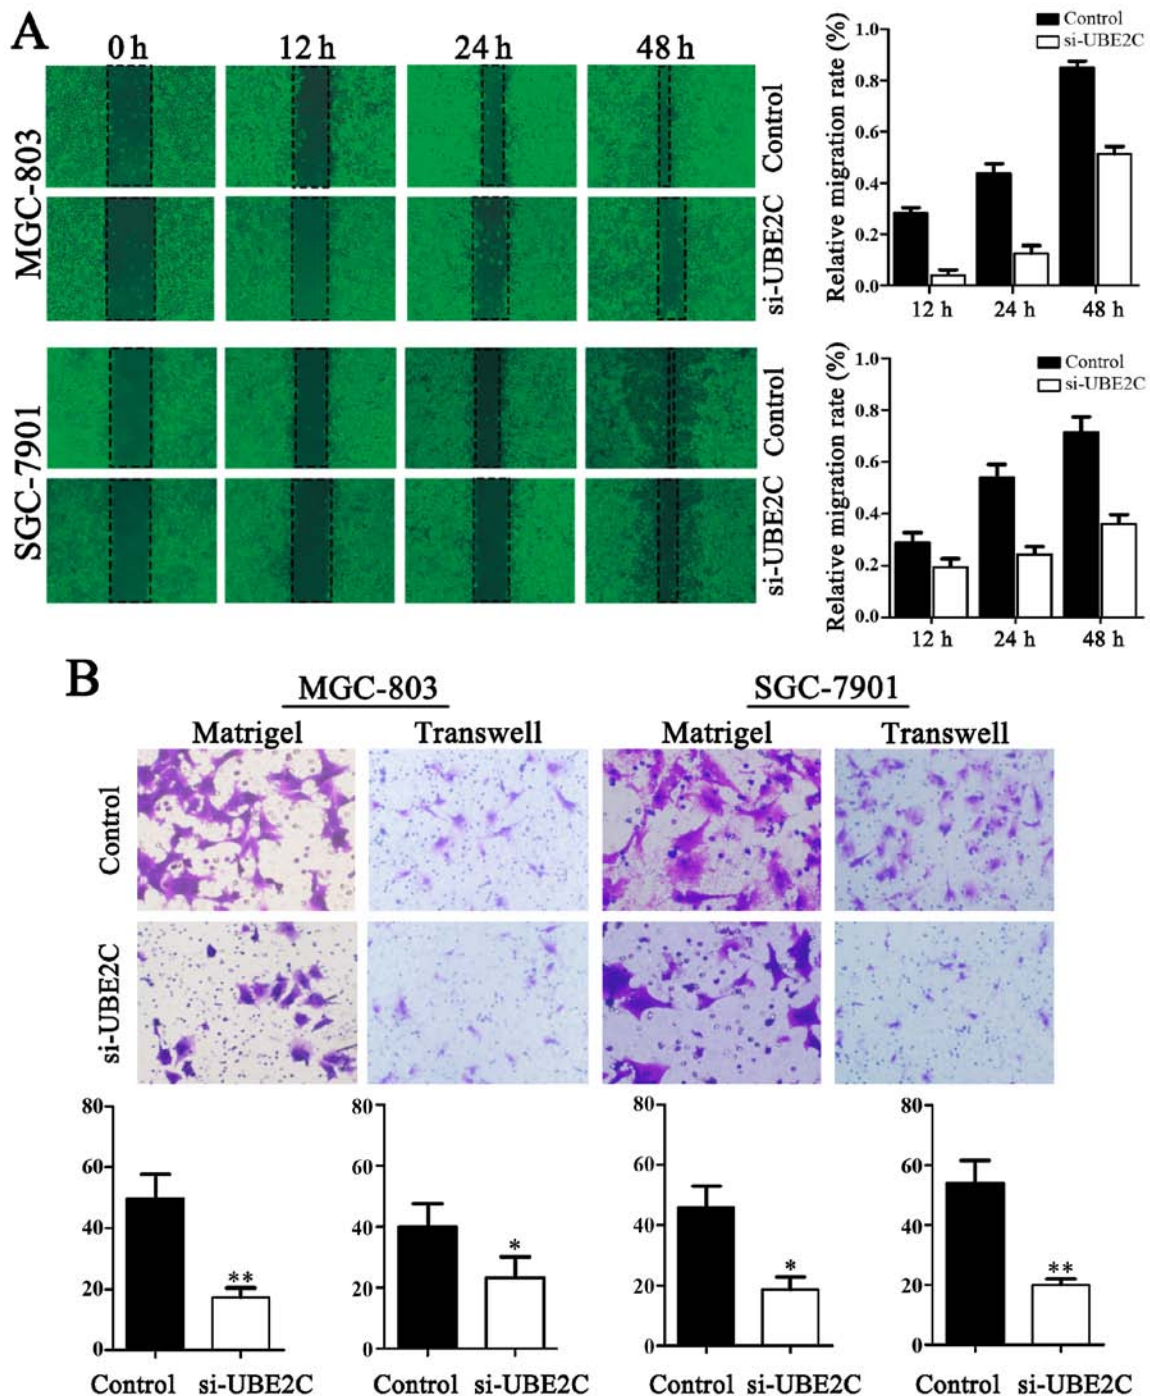 A
0 h 12 h 24 h 48 h
MGC-803
Control
si-UBE2C
SGC-7901
Control
si-UBE2C
Relative migration rate (%)
1.0
0.8
0.6
0.4
0.2
0.0
Control
si-UBE2C
12 h 24 h 48 h
Relative migration rate (%)
1.0
0.8
0.6
0.4
0.2
0.0
Control
si-UBE2C
12 h 24 h 48 h
B
MGC-803 SGC-7901
Matrigel Transwell Matrigel Transwell
Control
si-UBE2C
80
60
40
20
0
**
Control si-UBE2C
80
60
40
20
0
*
Control si-UBE2C
80
60
40
20
0
*
Control si-UBE2C
80
60
40
20
0
**
Control si-UBE2C